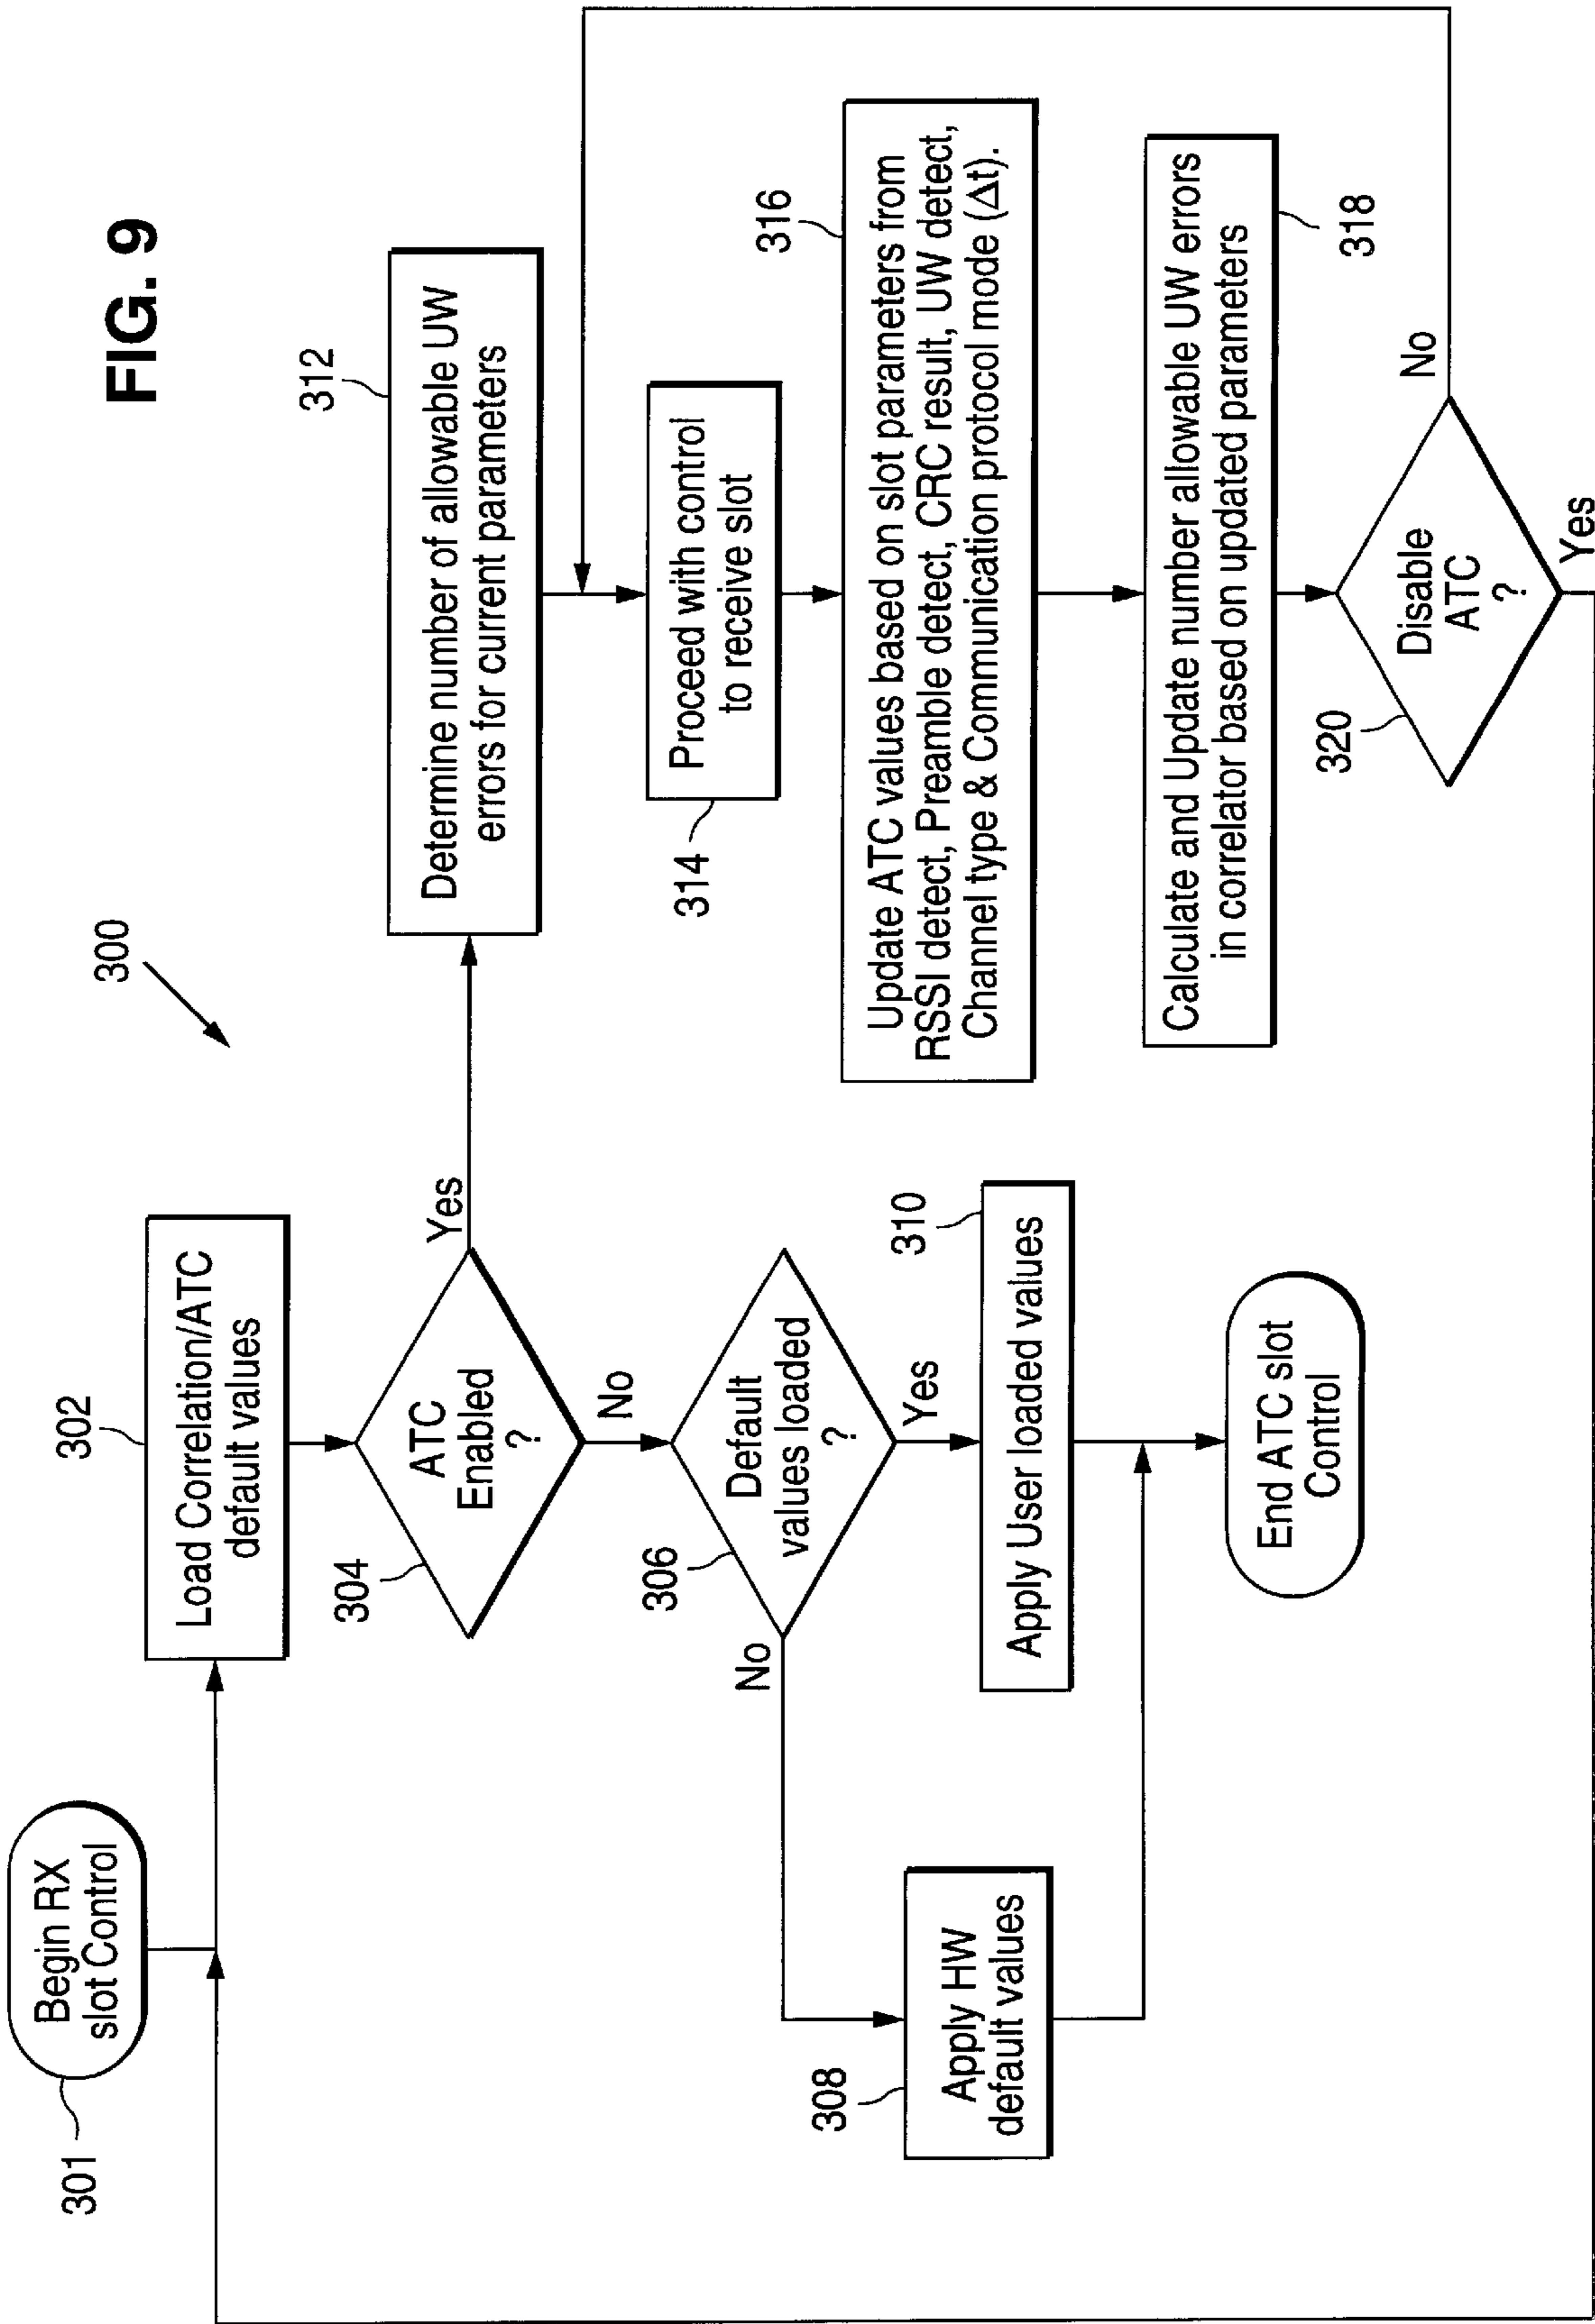 FIG. 9
300
301
Begin RX
slot Control
302
Load Correlation/ATC
default values
304
ATC
Enabled
?
Yes
No
306
Default
values loaded
?
No
Yes
308
Apply HW
default values
310
Apply User loaded values
End ATC slot
Control
312
Determine number of allowable UW
errors for current parameters
314
Proceed with control
to receive slot
316
Update ATC values based on slot parameters from
RSSI detect, Preamble detect, CRC result, UW detect,
Channel type & Communication protocol mode (Δt).
318
Calculate and Update number allowable UW errors
in correlator based on updated parameters
320
Disable
ATC
?
No
Yes